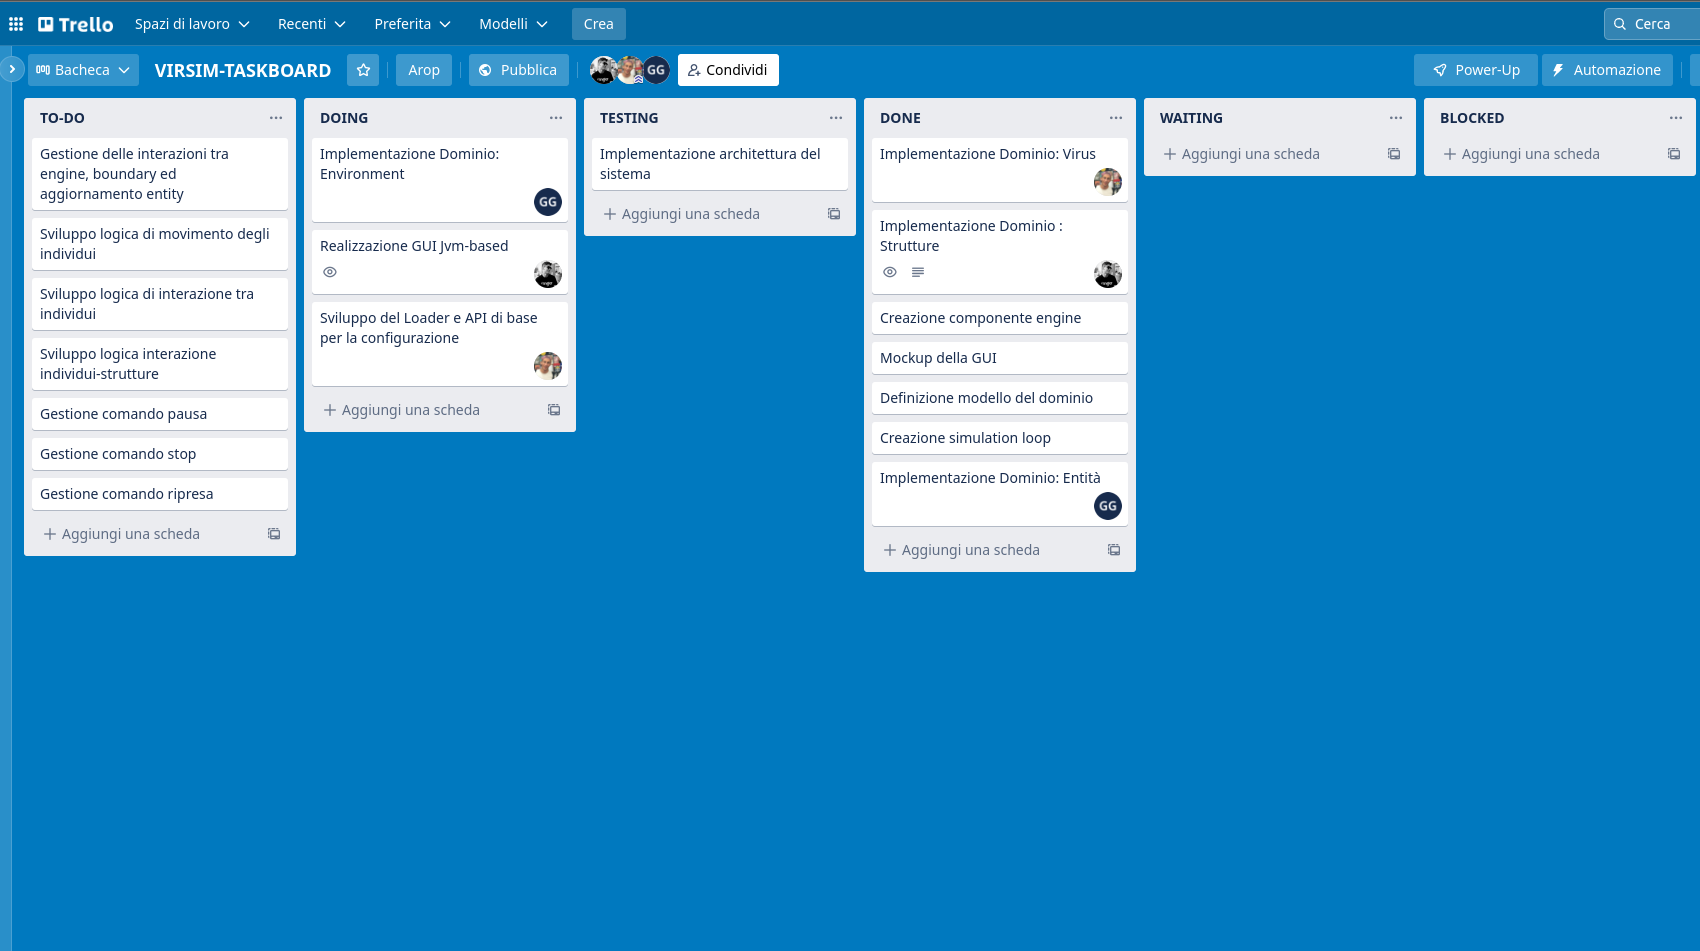 Trello
Spazi di lavoro
Recenti
Preferita
Modelli
Crea
Cerca
Bacheca
VIRSIM-TASKBOARD
Arop
Pubblica
GG
Condividi
Power-Up
Automazione
TO-DO
Gestione delle interazioni tra
engine, boundary ed
aggiornamento entity
Sviluppo logica di movimento degli
individui
Sviluppo logica di interazione tra
individui
Sviluppo logica interazione
individui-strutture
Gestione comando pausa
Gestione comando stop
Gestione comando ripresa
Aggiungi una scheda
DOING
Implementazione Dominio:
Environment
GG
Realizzazione GUI Jvm-based
Sviluppo del Loader e API di base
per la configurazione
Aggiungi una scheda
TESTING
Implementazione architettura del
sistema
Aggiungi una scheda
DONE
Implementazione Dominio: Virus
Implementazione Dominio :
Strutture
Creazione componente engine
Mockup della GUI
Definizione modello del dominio
Creazione simulation loop
Implementazione Dominio: Entità
GG
Aggiungi una scheda
WAITING
Aggiungi una scheda
BLOCKED
Aggiungi una scheda